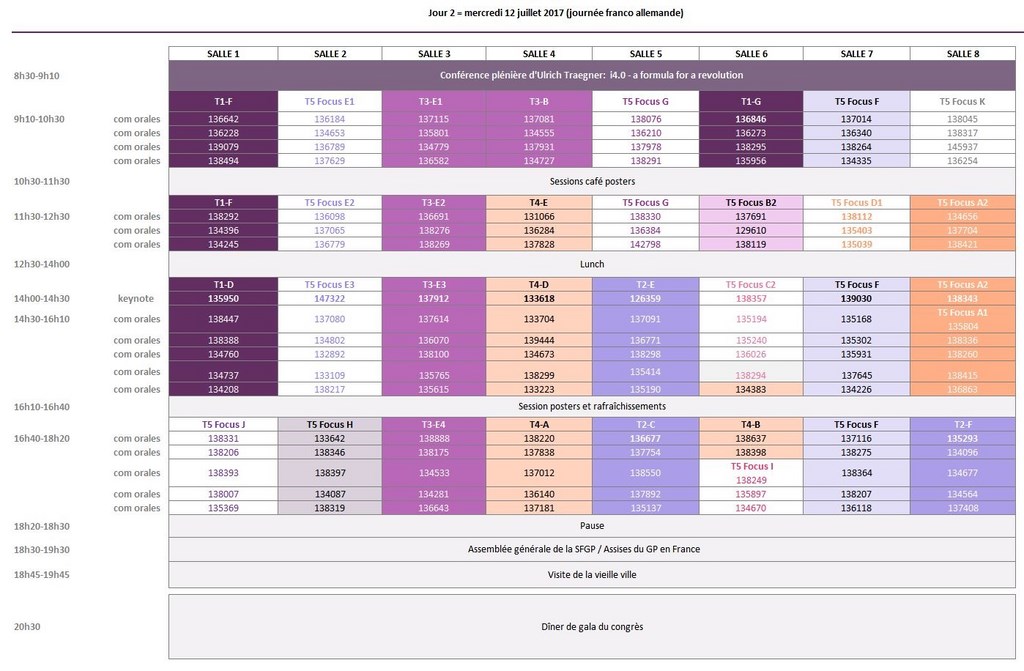 Jour 2 = mercredi 12 juillet 2017 (journée franco allemande)
SALLE 1 SALLE 2 SALLE 3 SALLE 4 SALLE 5 SALLE 6 SALLE 7 SALLE 8
8h30-9h10 Conférence plénière d'Ulrich Traegner: i4.0 - a formula for a revolution
T1-F T5 Focus E1 T3-E1 T3-B T5 Focus G T1-G T5 Focus F T5 Focus K
9h10-10h30 com orales 136642 136184 137115 137081 138076 136846 137014 138045
com orales 136228 134653 135801 134555 136210 136273 136340 138317
com orales 139079 136789 134779 137931 137978 138295 138264 145937
com orales 138494 137629 136582 134727 138291 135956 134335 136254
10h30-11h30 Sessions café posters
T1-F T5 Focus E2 T3-E2 T4-E T5 Focus G T5 Focus B2 T5 Focus D1 T5 Focus A2
11h30-12h30 com orales 138292 136098 136691 131066 138330 137691 138112 134656
com orales 134396 137065 138276 136284 136384 129610 135403 137704
com orales 134245 136779 138269 137828 142798 138119 135039 138421
12h30-14h00 Lunch
T1-D T5 Focus E3 T3-E3 T4-D T2-E T5 Focus C2 T5 Focus F T5 Focus A2
14h00-14h30 keynote 135950 147322 137912 133618 126359 138357 139030 138343
14h30-16h10 com orales 138447 137080 137614 133704 137091 135194 135168 T5 Focus A1
135804
com orales 138388 134802 136070 139444 136771 135240 135302 138336
com orales 134760 132892 138100 134673 138298 136026 135931 138260
com orales 134737 133109 135765 138299 135414 138294 137645 138415
com orales 134208 138217 135615 133223 135190 134383 134226 136863
16h10-16h40 Session posters et rafraîchissements
T5 Focus J T5 Focus H T3-E4 T4-A T2-C T4-B T5 Focus F T2-F
16h40-18h20 com orales 138331 133642 138888 138220 136677 138637 137116 135293
com orales 138206 138346 138175 137838 137754 138398 138275 134096
com orales 138393 138397 134533 137012 138550 T5 Focus I 138364 134677
138249
com orales 138007 134087 134281 136140 137892 135897 138207 134564
com orales 135369 138319 136643 137181 135137 134670 136118 137408
18h20-18h30 Pause
18h30-19h30 Assemblée générale de la SFGP / Assises du GP en France
18h45-19h45 Visite de la vieille ville
20h30 Dîner de gala du congrès